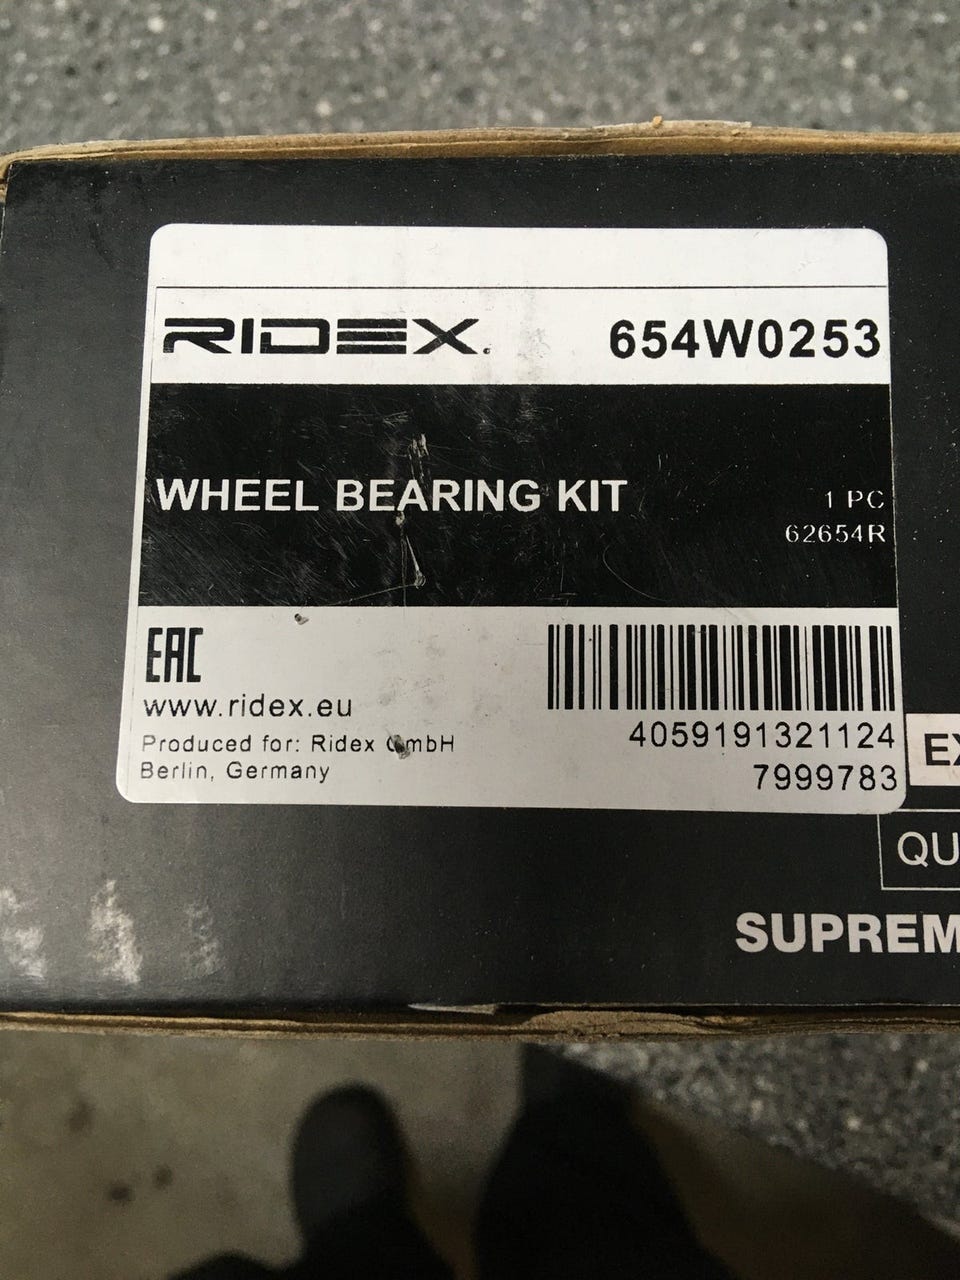 RIDEX. 654W0253
WHEEL BEARING KIT 1 PC
62654R
EAC
www.ridex.eu
Produced for: Ridex GmbH
Berlin, Germany
4059191321124
7999783
EX
QU
SUPREM